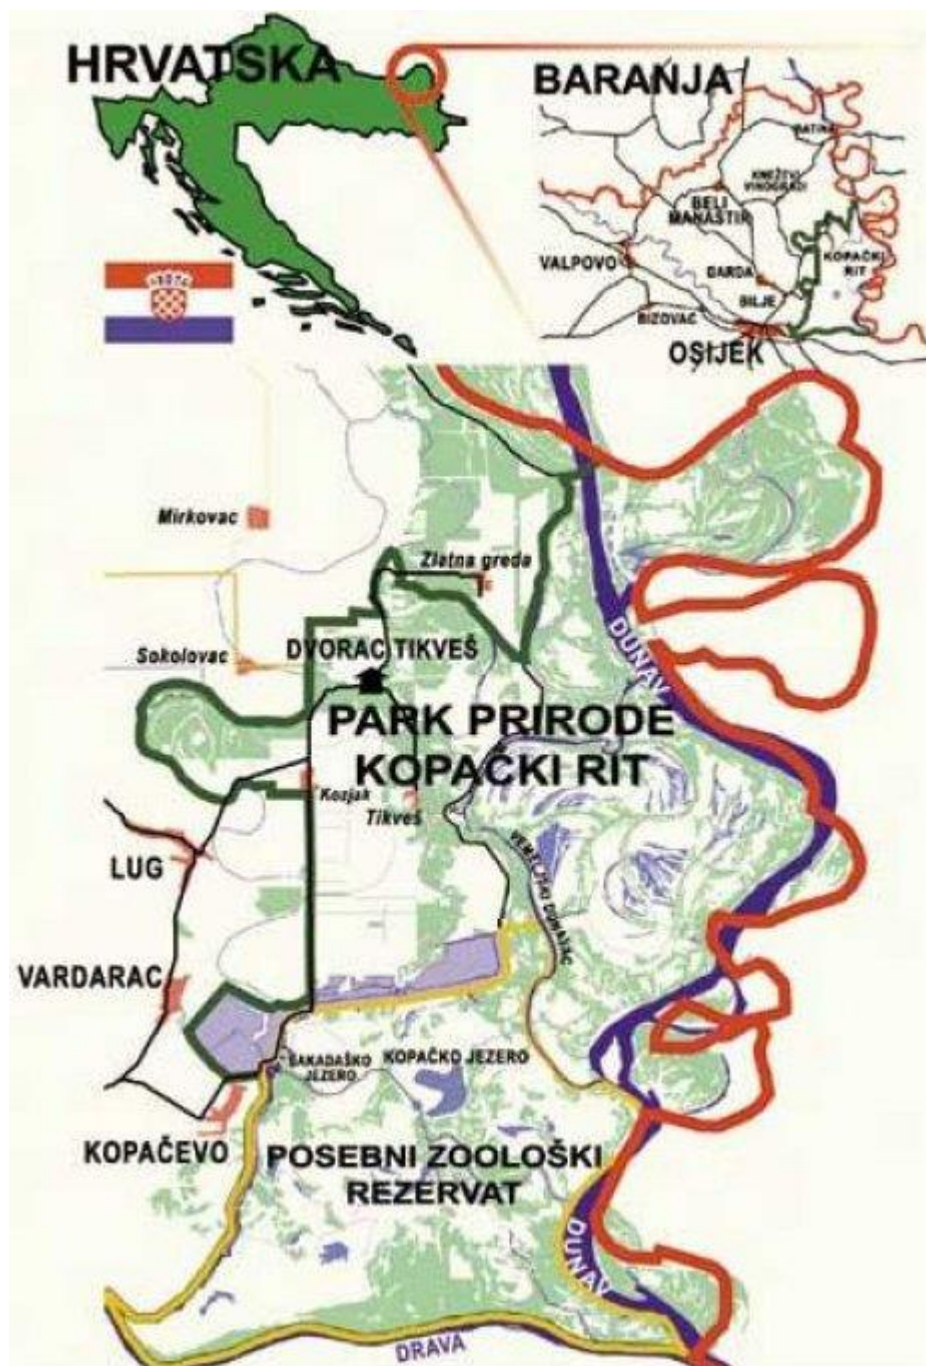 HRVATSKA
BARANJA
BATINA
KNEŽEVI
VINOGRADI
BELI
MANASTIR
VALPOVO
DARDA
KOPAČKI
RIT
BILJE
BIZOVAC
OSIJEK
Mirkovac
Zlatna greda
DVORAC TIKVEŠ
Sokolovac
DUNAV
PARK PRIRODE
KOPAČKI RIT
Kozjak
Tikveš
LUG
VEMELJSKI DUNAVAC
VARDARAC
SAKADAŠKO
JEZERO
KOPAČKO JEZERO
KOPAČEVO
POSEBNI ZOOLOŠKI
REZERVAT
DUNAV
DRAVA